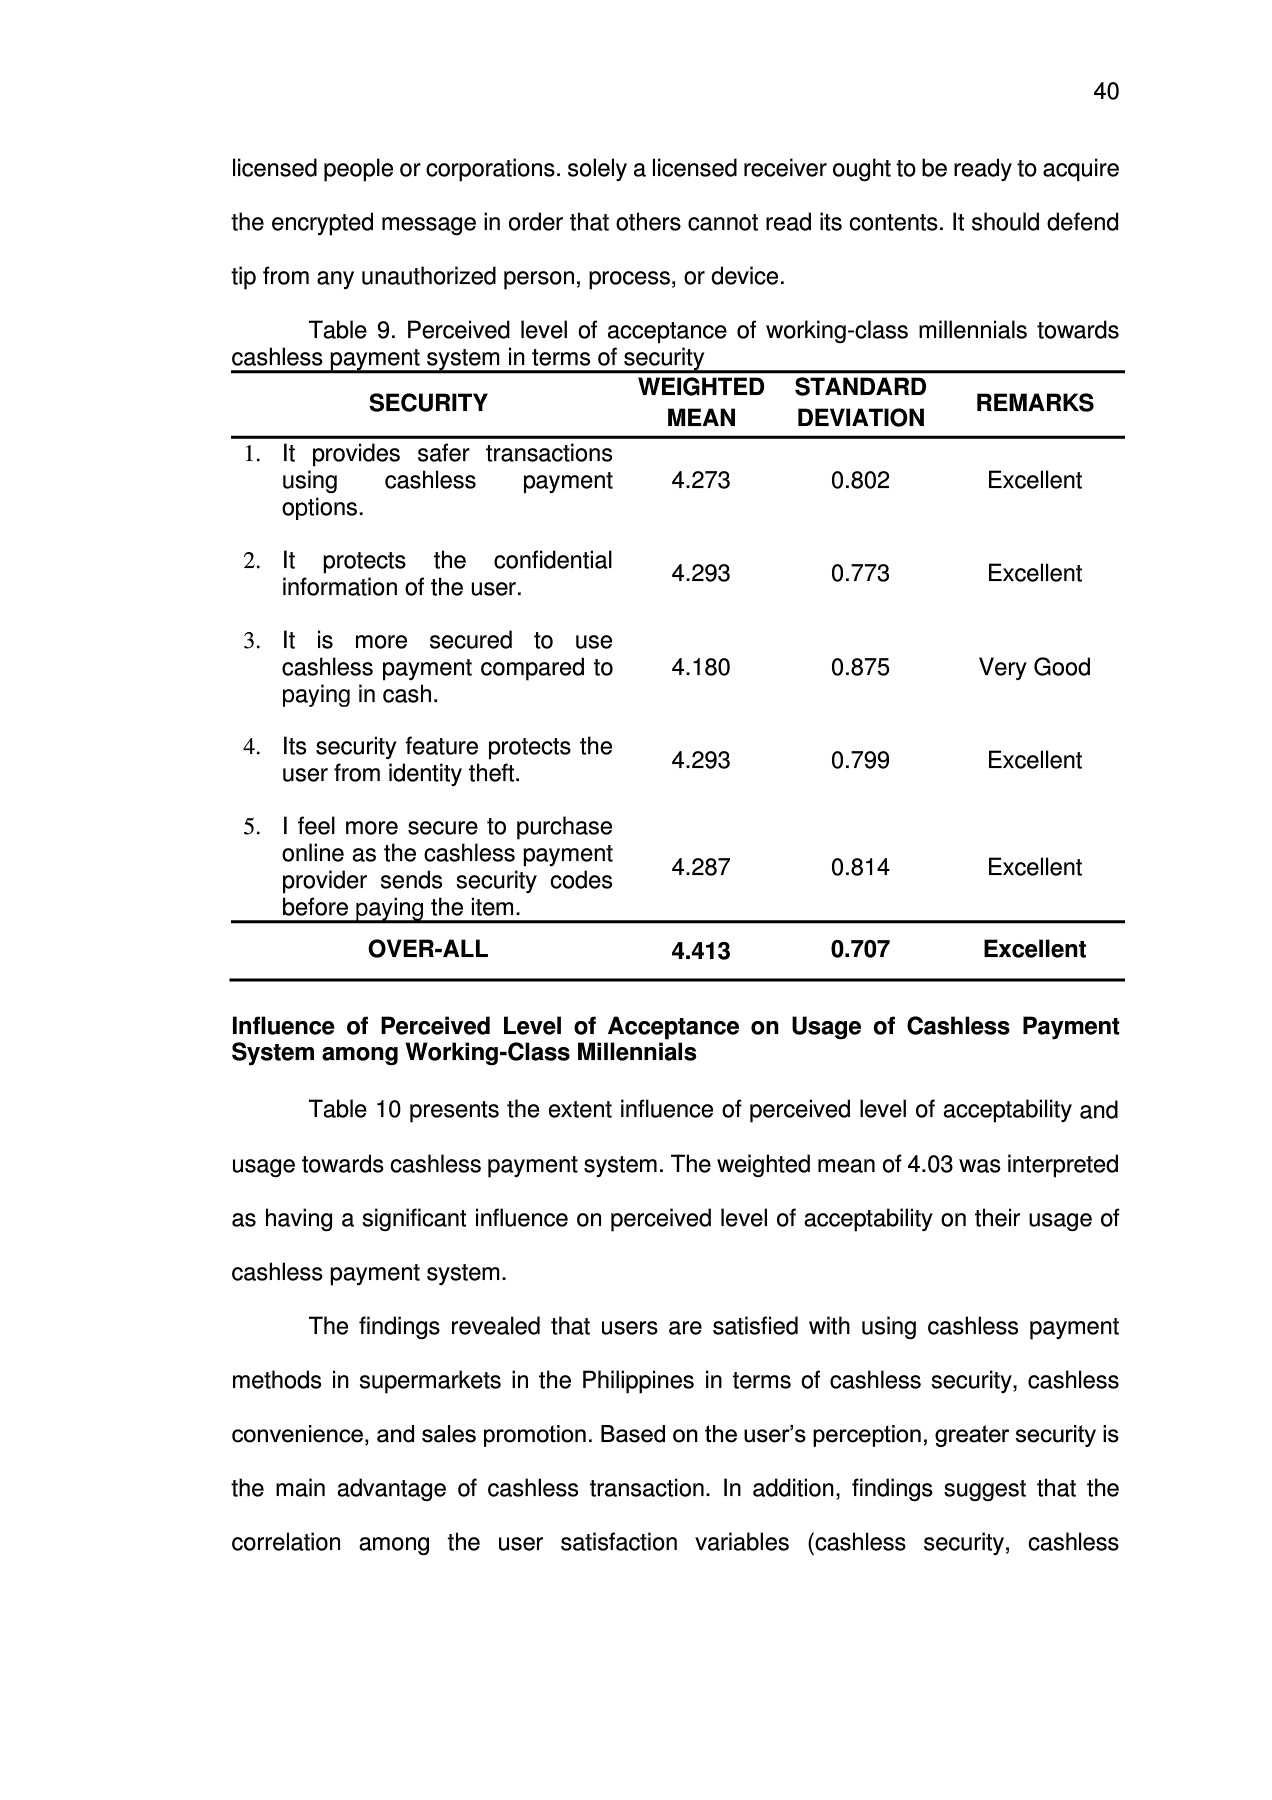 40
licensed people or corporations. solely a licensed receiver ought to be ready to acquire
the encrypted message in order that others cannot read its contents. It should defend
tip from any unauthorized person, process, or device.
Table 9. Perceived level of acceptance of working-class millennials towards
cashless payment system in terms of security
SECURITY WEIGHTED MEAN STANDARD DEVIATION REMARKS
1. It provides safer transactions
using cashless payment 4.273 0.802 Excellent
options.
2. It protects the confidential
information of the user. 4.293 0.773 Excellent
3. It is more secured to use
cashless payment compared to 4.180 0.875 Very Good
paying in cash.
4. Its security feature protects the
user from identity theft. 4.293 0.799 Excellent
5. I feel more secure to purchase
online as the cashless payment
provider sends security codes 4.287 0.814 Excellent
before paying the item.
OVER-ALL 4.413 0.707 Excellent
Influence of Perceived Level of Acceptance on Usage of Cashless Payment
System among Working-Class Millennials
Table 10 presents the extent influence of perceived level of acceptability and
usage towards cashless payment system. The weighted mean of 4.03 was interpreted
as having a significant influence on perceived level of acceptability on their usage of
cashless payment system.
The findings revealed that users are satisfied with using cashless payment
methods in supermarkets in the Philippines in terms of cashless security, cashless
convenience, and sales promotion. Based on the user’s perception, greater security is
the main advantage of cashless transaction. In addition, findings suggest that the
correlation among the user satisfaction variables (cashless security, cashless